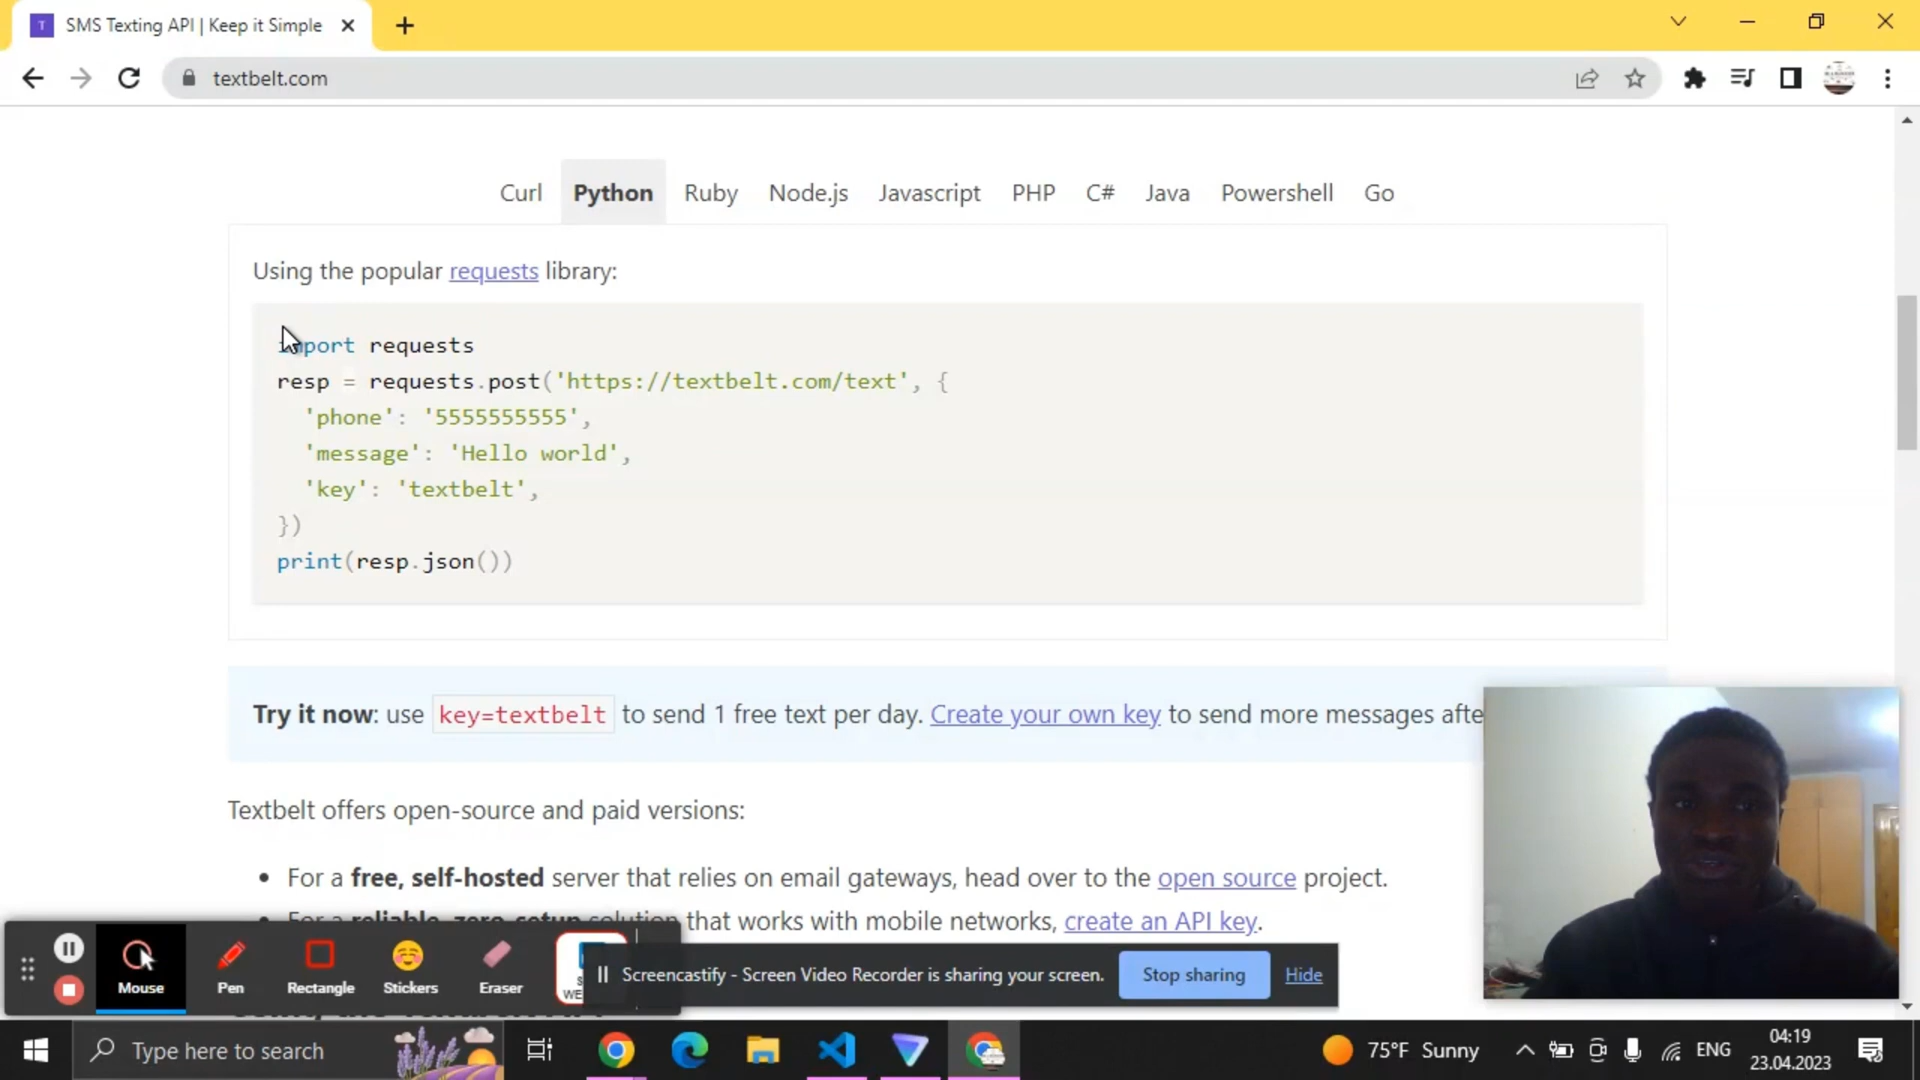 SMS Texting API | Keep it Simple
textbelt.com
Curl Python Ruby Node.js Javascript PHP C# Java Powershell Go
Using the popular requests library:
import requests
resp = requests.post('https://textbelt.com/text', {
'phone': '5555555555',
'message': 'Hello world',
'key': 'textbelt',
})
print(resp.json())
Try it now: use key=textbelt to send 1 free text per day. Create your own key to send more messages afte
Textbelt offers open-source and paid versions:
For a free, self-hosted server that relies on email gateways, head over to the open source project.
For a reliable, zero-setup solution that works with mobile networks, create an API key.
Mouse Pen Rectangle Stickers Eraser
Screencastify - Screen Video Recorder is sharing your screen. Stop sharing Hide
Type here to search
75°F Sunny
ENG
04:19
23.04.2023